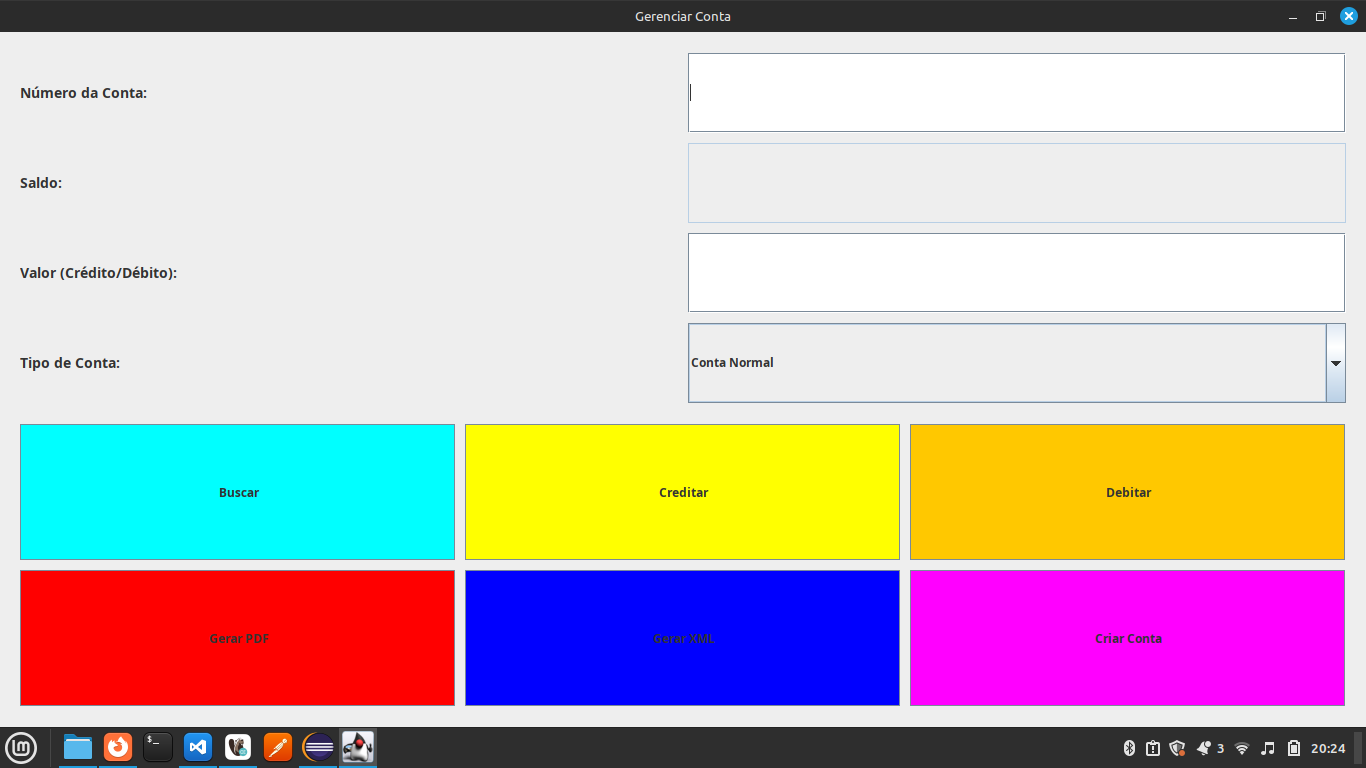 Gerenciar Conta
Número da Conta:
Saldo:
Valor (Crédito/Débito):
Tipo de Conta:
Conta Normal
Buscar
Creditar
Debitar
Gerar PDF
Gerar XML
Criar Conta
$_
3
20:24